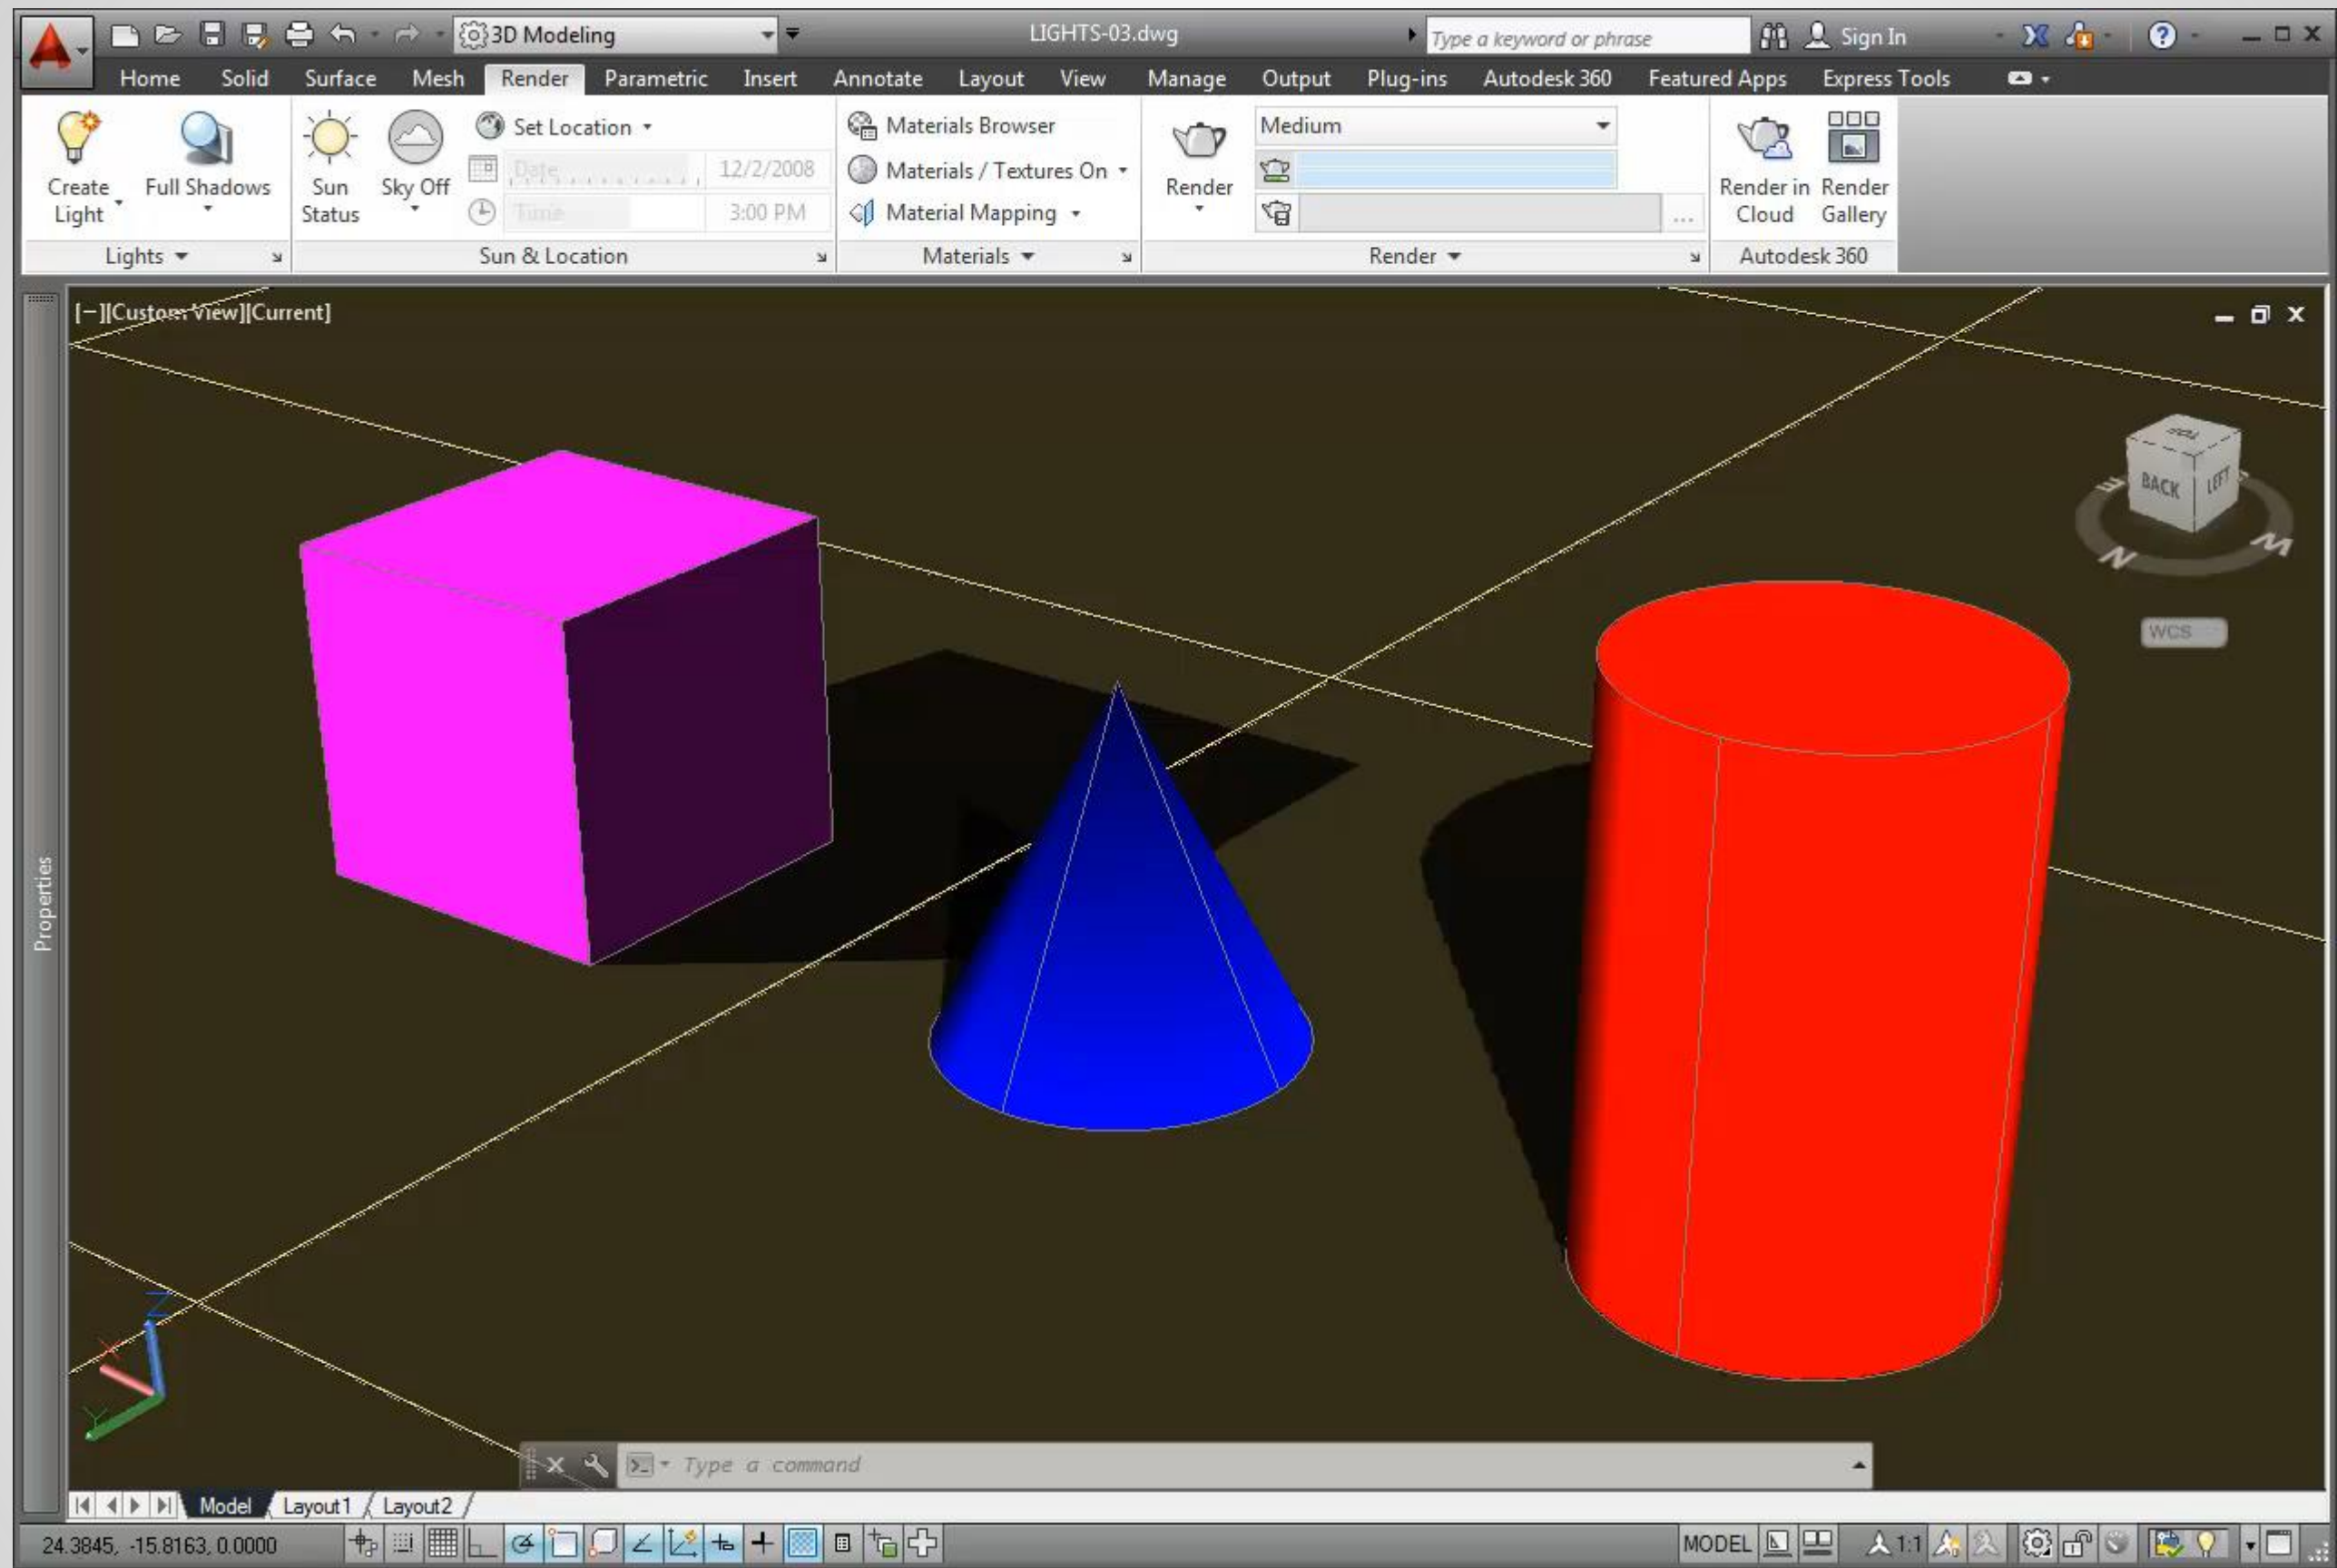 3D Modeling LIGHTS-03.dwg Type a keyword or phrase Sign In
Home Solid Surface Mesh Render Parametric Insert Annotate Layout View Manage Output Plug-ins Autodesk 360 Featured Apps Express Tools
Create Light
Full Shadows
Lights
Sun Status
Sky Off
Set Location
Date 12/2/2008
Time 3:00 PM
Sun & Location
Materials Browser
Materials / Textures On
Material Mapping
Materials
Render
Medium
...
Render
Render in Cloud
Render Gallery
Autodesk 360
[−][Custom View][Current]
TOP
BACK LEFT
E
N W
WCS
Properties
Z
X
Y
Type a command
Model Layout1 Layout2
24.3845, -15.8163, 0.0000 MODEL 1:1